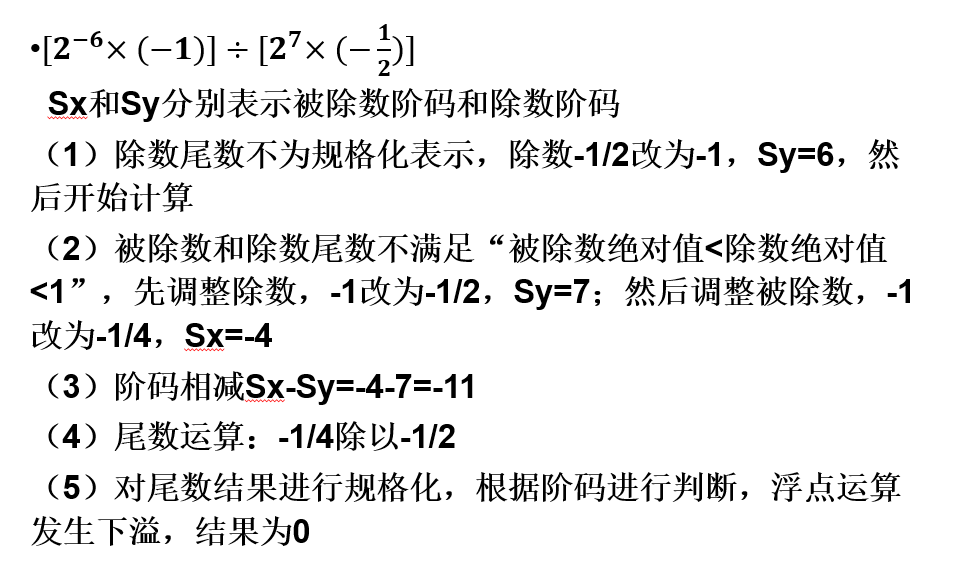 •[2⁻⁶× (−1)] ÷ [2⁷× (−1/2)]
Sx和Sy分别表示被除数阶码和除数阶码
（1）除数尾数不为规格化表示，除数-1/2改为-1，Sy=6，然
后开始计算
（2）被除数和除数尾数不满足“被除数绝对值<除数绝对值
<1”，先调整除数，-1改为-1/2，Sy=7；然后调整被除数，-1
改为-1/4，Sx=-4
（3）阶码相减Sx-Sy=-4-7=-11
（4）尾数运算：-1/4除以-1/2
（5）对尾数结果进行规格化，根据阶码进行判断，浮点运算
发生下溢，结果为0